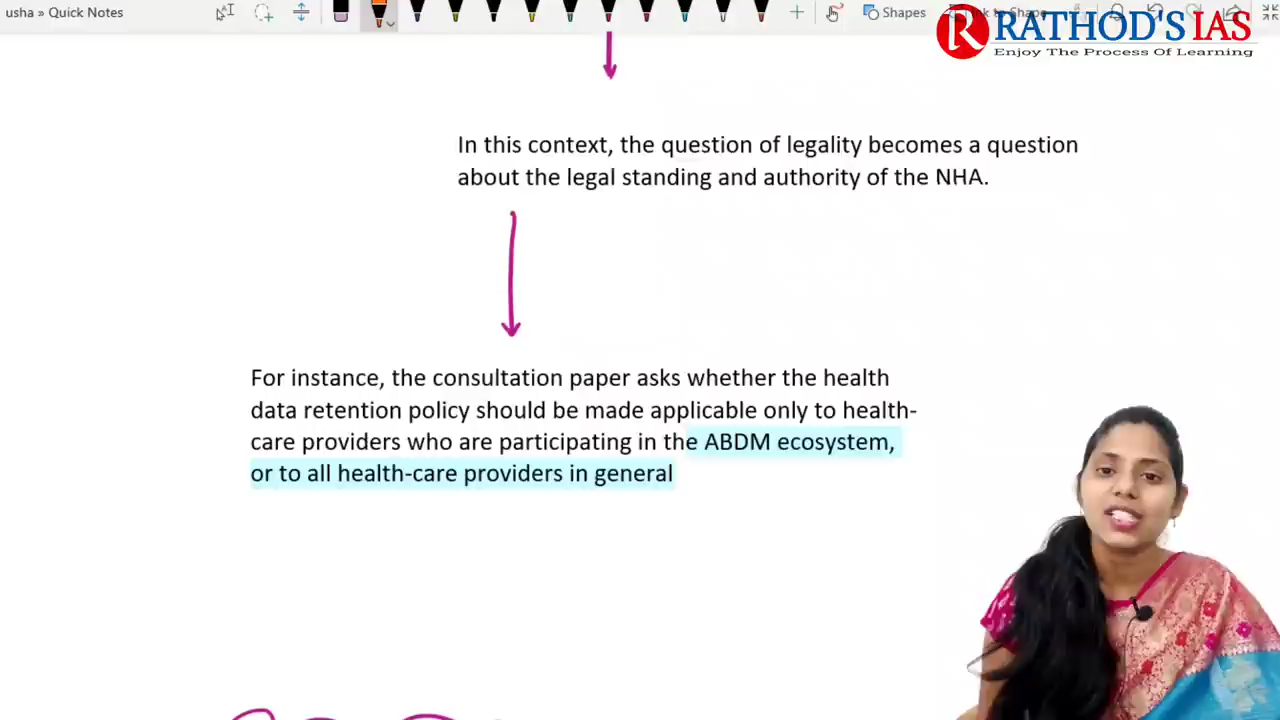 usha » Quick Notes
Shapes
RATHOD'S IAS
Enjoy The Process Of Learning
In this context, the question of legality becomes a question
about the legal standing and authority of the NHA.
For instance, the consultation paper asks whether the health
data retention policy should be made applicable only to health-
care providers who are participating in the ABDM ecosystem,
or to all health-care providers in general